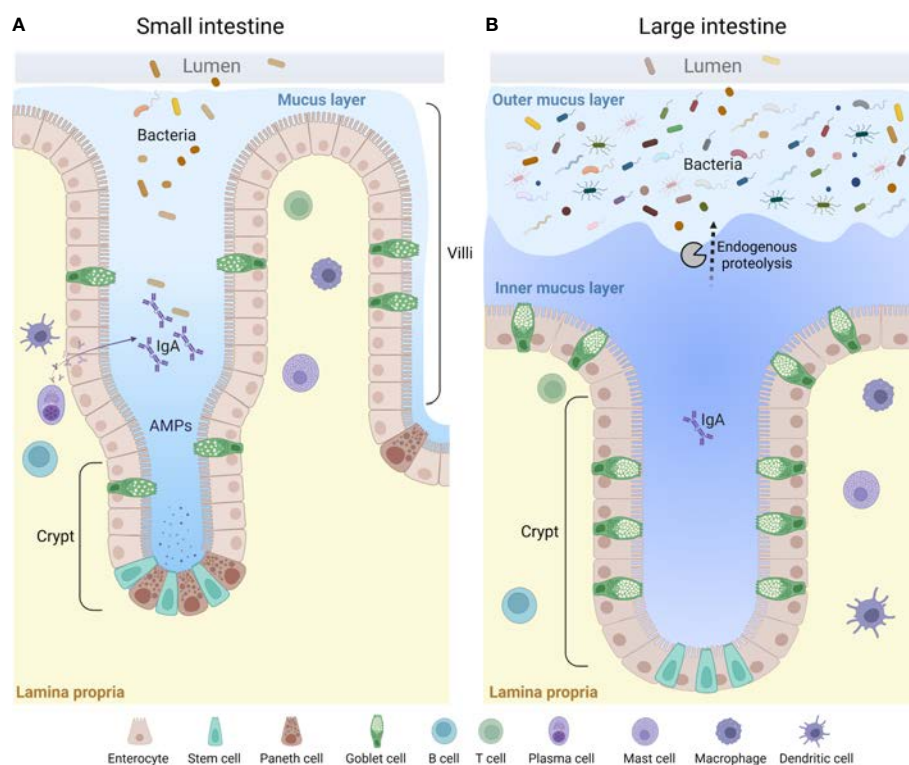 A
Small intestine
Lumen
Mucus layer
Bacteria
Villi
IgA
AMPs
Crypt
Lamina propria
B
Large intestine
Lumen
Outer mucus layer
Bacteria
Endogenous
proteolysis
Inner mucus layer
IgA
Crypt
Lamina propria
Enterocyte
Stem cell
Paneth cell
Goblet cell
B cell
T cell
Plasma cell
Mast cell
Macrophage
Dendritic cell